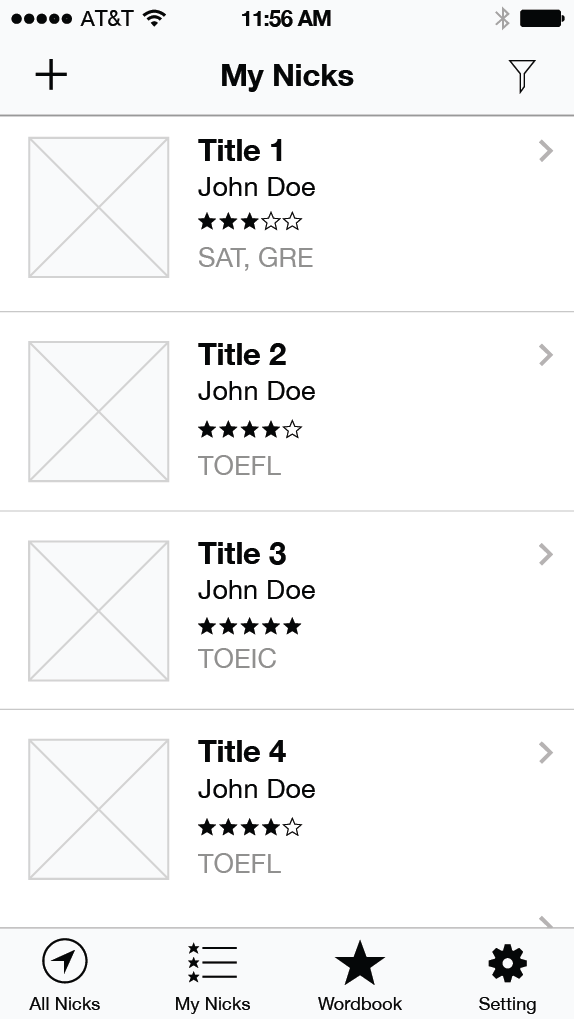 AT&T 11:56 AM
My Nicks
Title 1
John Doe
SAT, GRE
Title 2
John Doe
TOEFL
Title 3
John Doe
TOEIC
Title 4
John Doe
TOEFL
All Nicks My Nicks Wordbook Setting